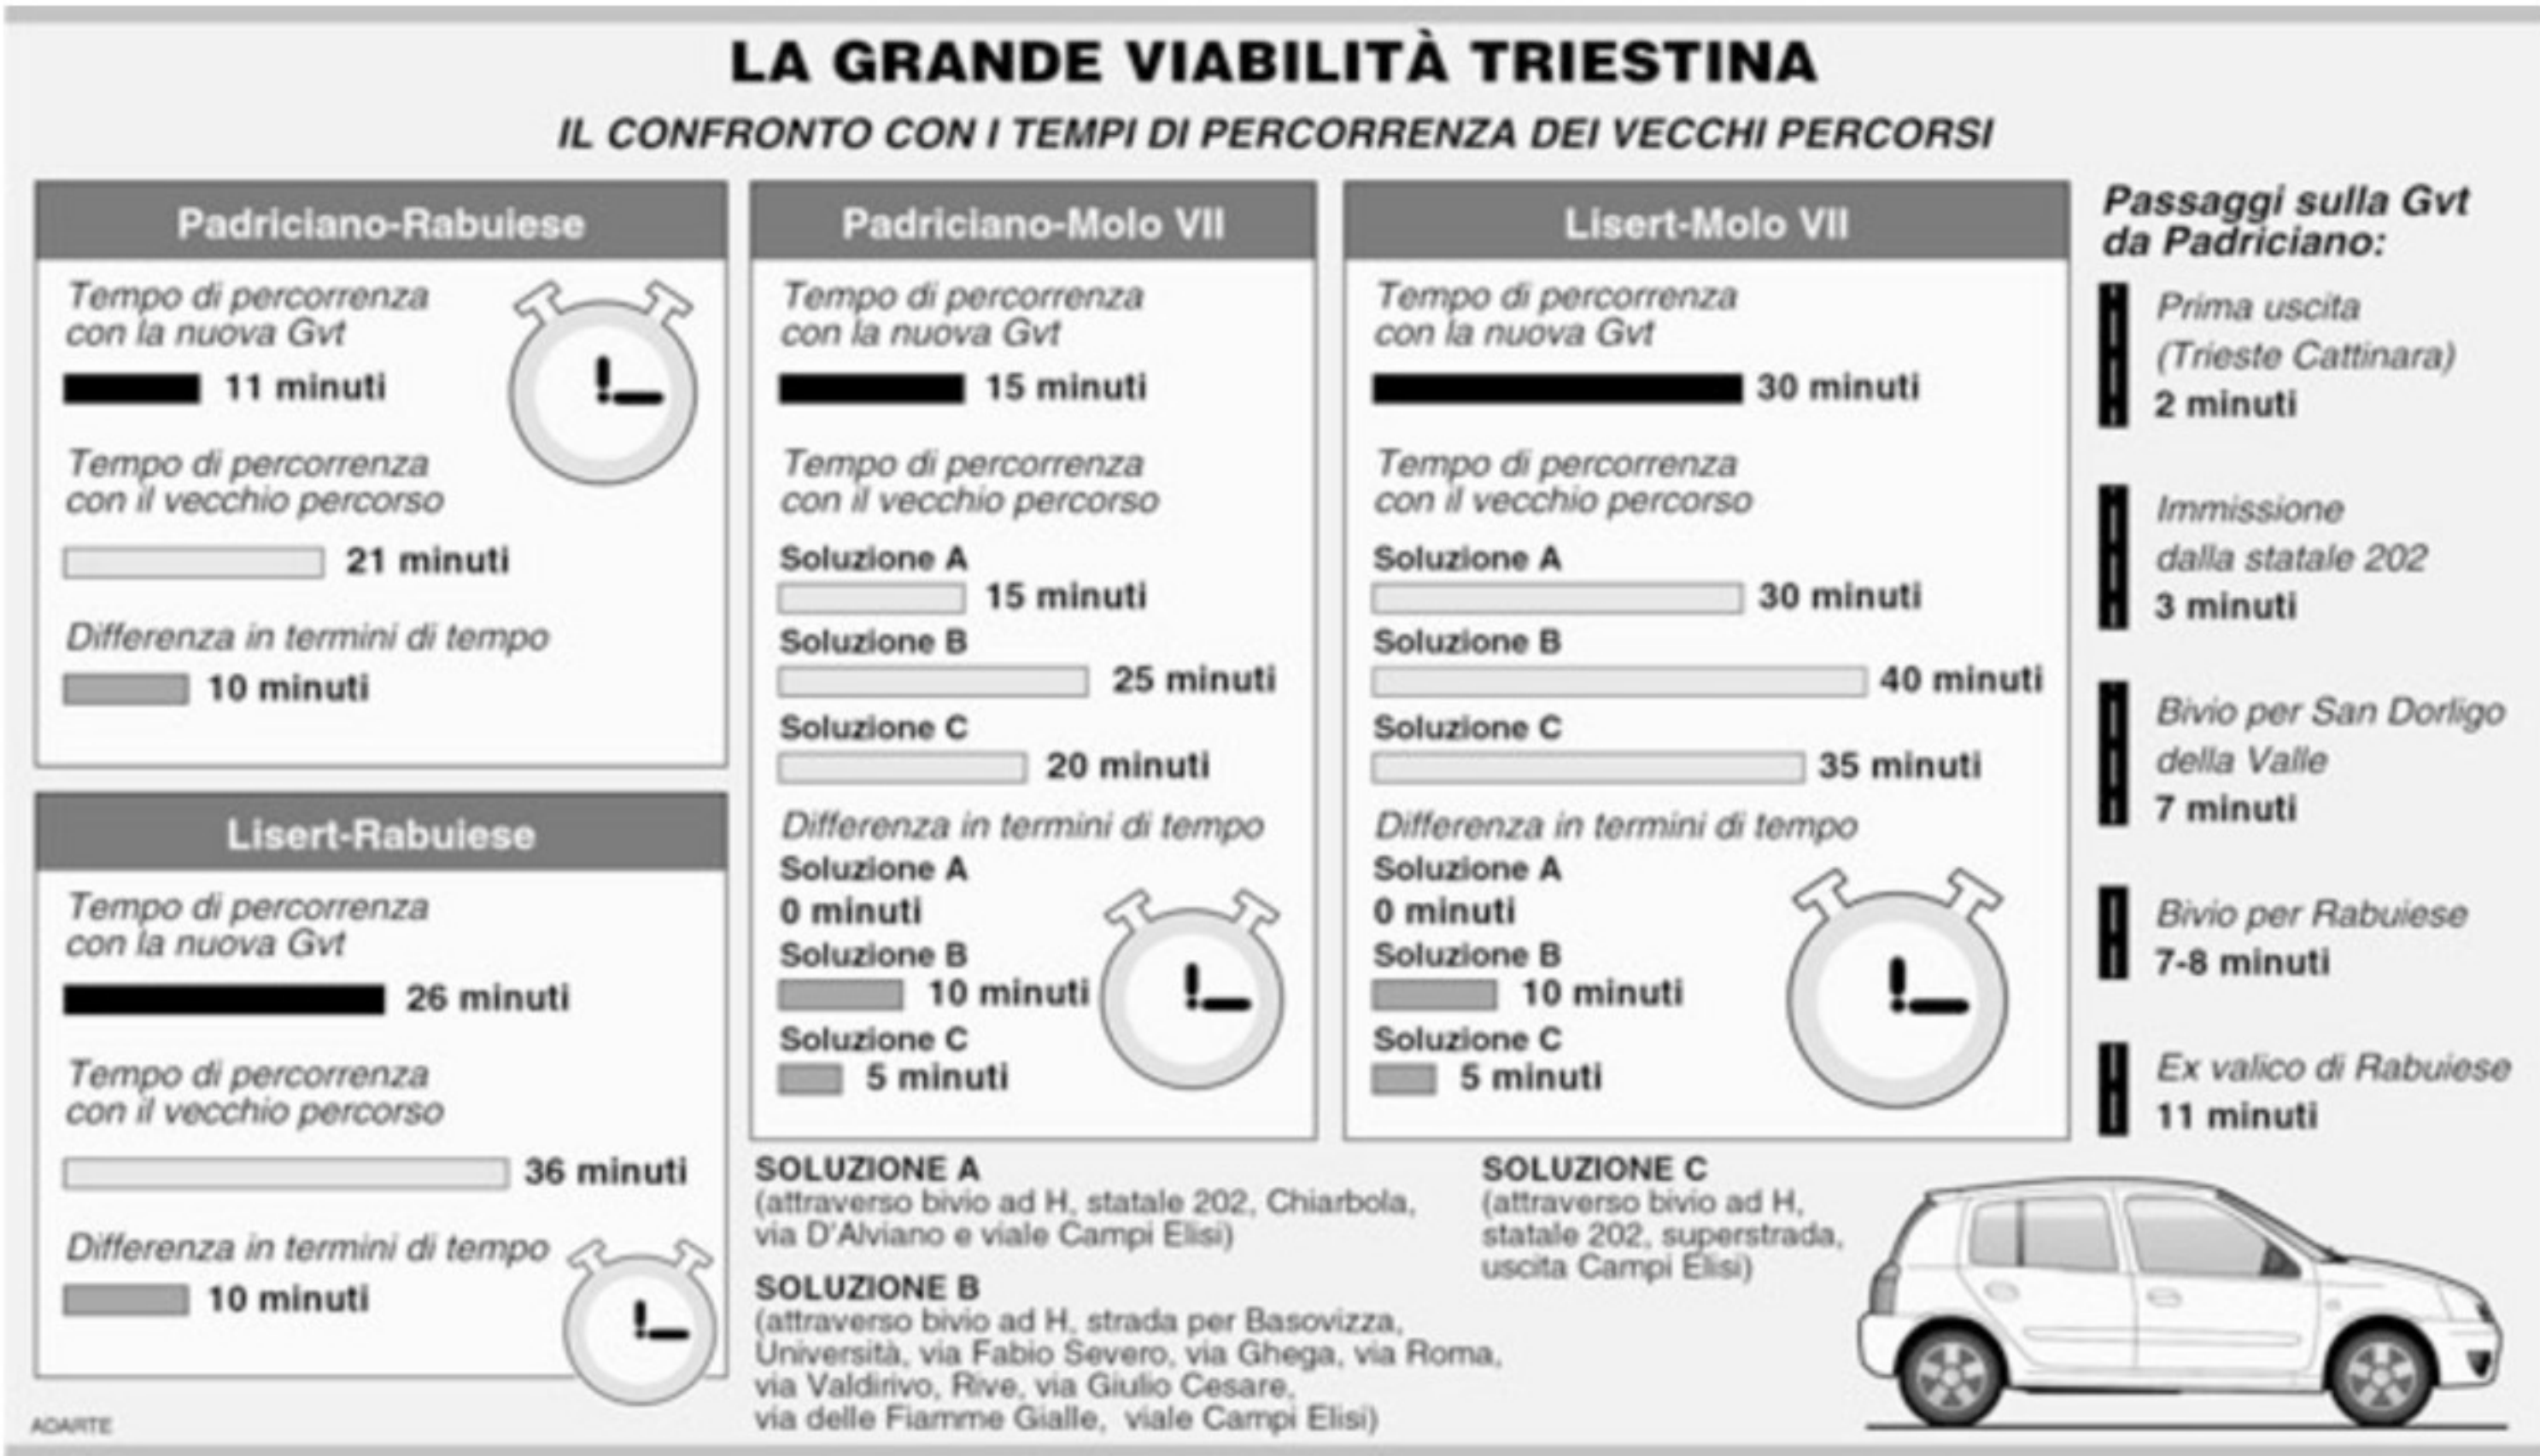 LA GRANDE VIABILITÀ TRIESTINA
IL CONFRONTO CON I TEMPI DI PERCORRENZA DEI VECCHI PERCORSI
Padriciano-Rabuiese
Tempo di percorrenza
con la nuova Gvt
11 minuti
Tempo di percorrenza
con il vecchio percorso
21 minuti
Differenza in termini di tempo
10 minuti
Lisert-Rabuiese
Tempo di percorrenza
con la nuova Gvt
26 minuti
Tempo di percorrenza
con il vecchio percorso
36 minuti
Differenza in termini di tempo
10 minuti
Padriciano-Molo VII
Tempo di percorrenza
con la nuova Gvt
15 minuti
Tempo di percorrenza
con il vecchio percorso
Soluzione A
15 minuti
Soluzione B
25 minuti
Soluzione C
20 minuti
Differenza in termini di tempo
Soluzione A
0 minuti
Soluzione B
10 minuti
Soluzione C
5 minuti
Lisert-Molo VII
Tempo di percorrenza
con la nuova Gvt
30 minuti
Tempo di percorrenza
con il vecchio percorso
Soluzione A
30 minuti
Soluzione B
40 minuti
Soluzione C
35 minuti
Differenza in termini di tempo
Soluzione A
0 minuti
Soluzione B
10 minuti
Soluzione C
5 minuti
Passaggi sulla Gvt
da Padriciano:
Prima uscita
(Trieste Cattinara)
2 minuti
Immissione
dalla statale 202
3 minuti
Bivio per San Dorligo
della Valle
7 minuti
Bivio per Rabuiese
7-8 minuti
Ex valico di Rabuiese
11 minuti
SOLUZIONE A
(attraverso bivio ad H, statale 202, Chiarbola,
via D'Alviano e viale Campi Elisi)
SOLUZIONE B
(attraverso bivio ad H, strada per Basovizza,
Università, via Fabio Severo, via Ghega, via Roma,
via Valdirivo, Rive, via Giulio Cesare,
via delle Fiamme Gialle, viale Campi Elisi)
SOLUZIONE C
(attraverso bivio ad H,
statale 202, superstrada,
uscita Campi Elisi)
ADARTE